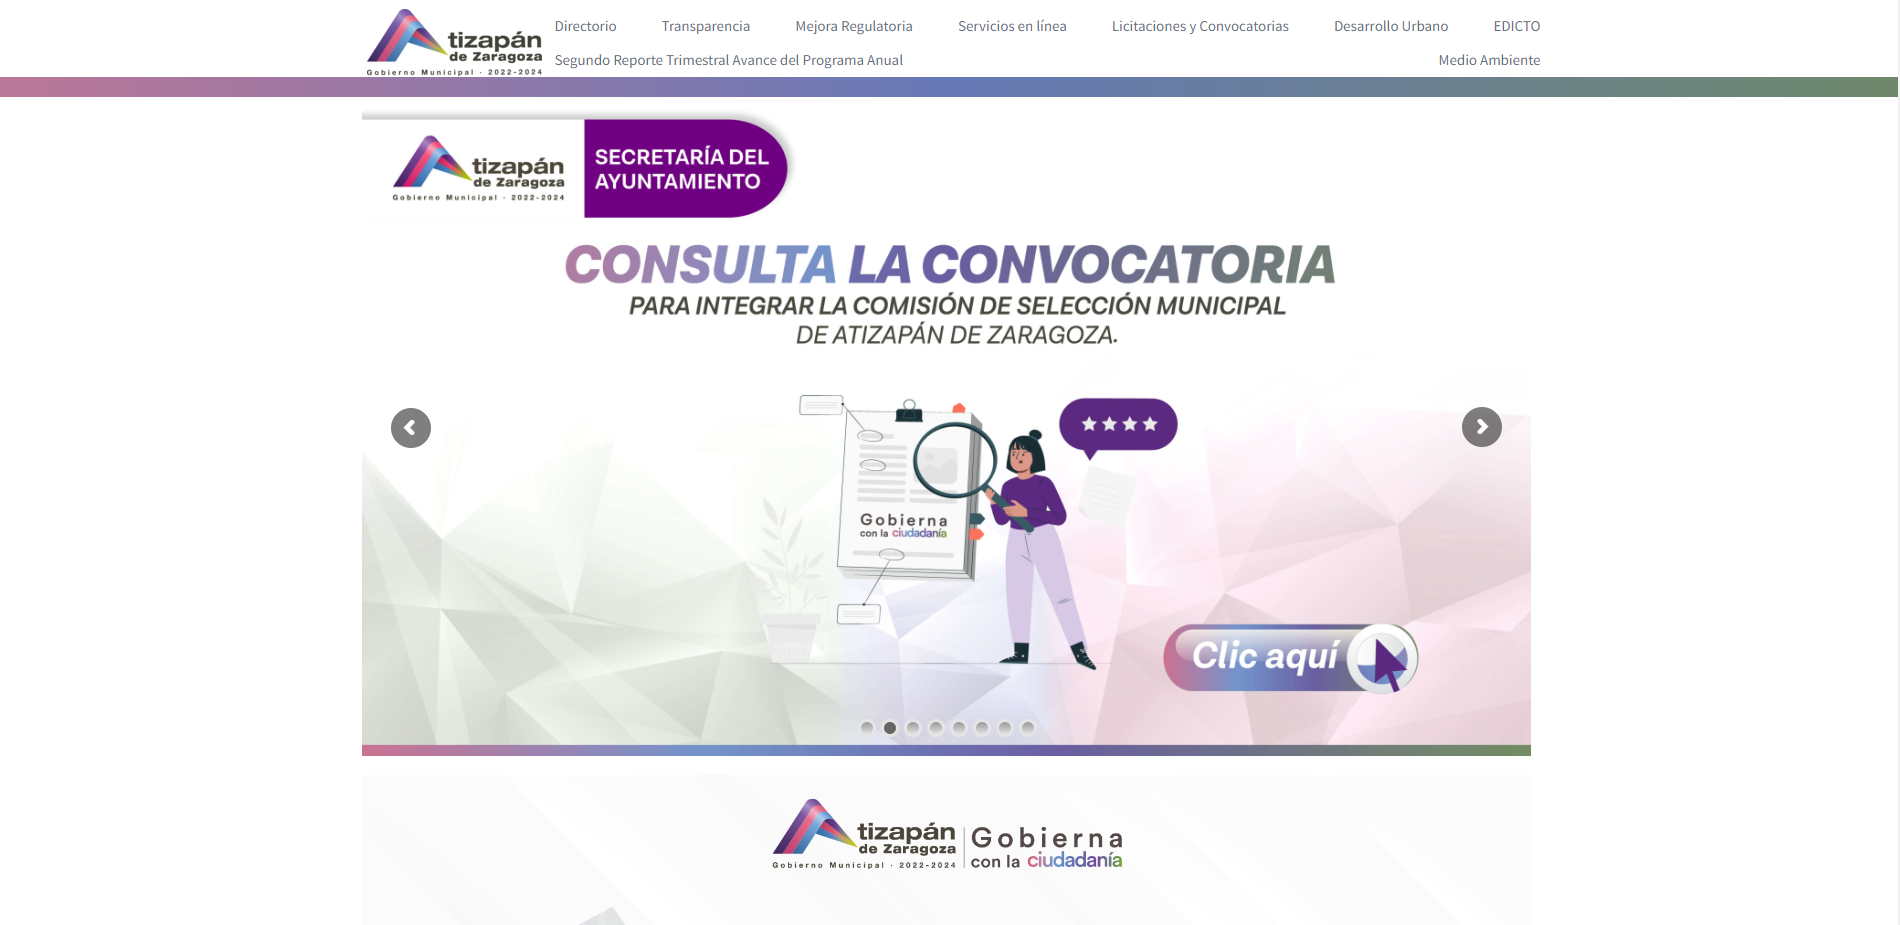 tizapán
de Zaragoza
Gobierno Municipal · 2022-2024
Directorio
Transparencia
Mejora Regulatoria
Servicios en línea
Licitaciones y Convocatorias
Desarrollo Urbano
EDICTO
Segundo Reporte Trimestral Avance del Programa Anual
Medio Ambiente
tizapán
de Zaragoza
Gobierno Municipal · 2022-2024
SECRETARÍA DEL
AYUNTAMIENTO
CONSULTA LA CONVOCATORIA
PARA INTEGRAR LA COMISIÓN DE SELECCIÓN MUNICIPAL
DE ATIZAPÁN DE ZARAGOZA.
Gobierna
con la ciudadanía
Clic aquí
tizapán
de Zaragoza
Gobierno Municipal · 2022-2024
Gobierna
con la ciudadanía